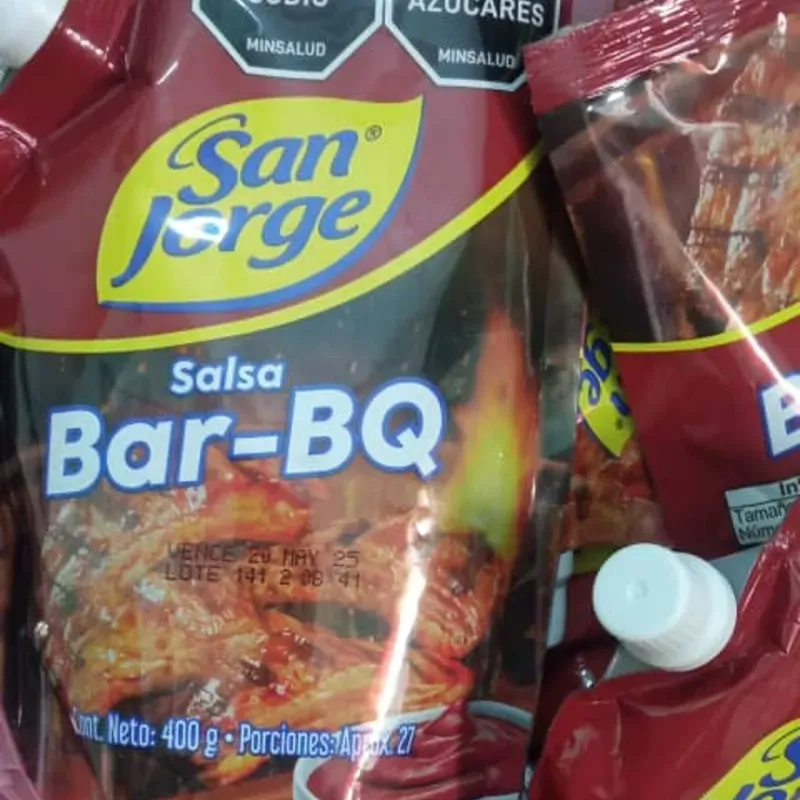 MINSALUD
AZÚCARES
MINSALUD
San
Jorge
Salsa
Bar-BQ
VENCE 20 MAY 25
LOTE 141 2 08 41
Cont. Neto: 400 g • Porciones: Aprox. 27
Tamaño